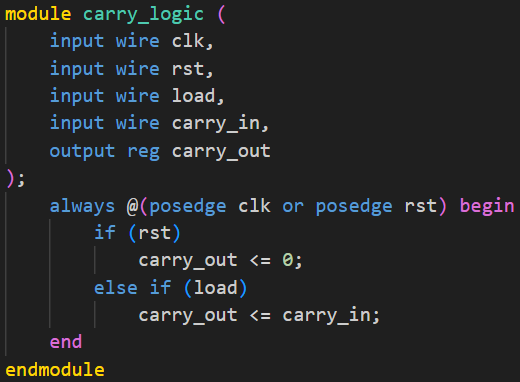 module carry_logic (
    input wire clk,
    input wire rst,
    input wire load,
    input wire carry_in,
    output reg carry_out
);
    always @(posedge clk or posedge rst) begin
        if (rst)
            carry_out <= 0;
        else if (load)
            carry_out <= carry_in;
    end
endmodule